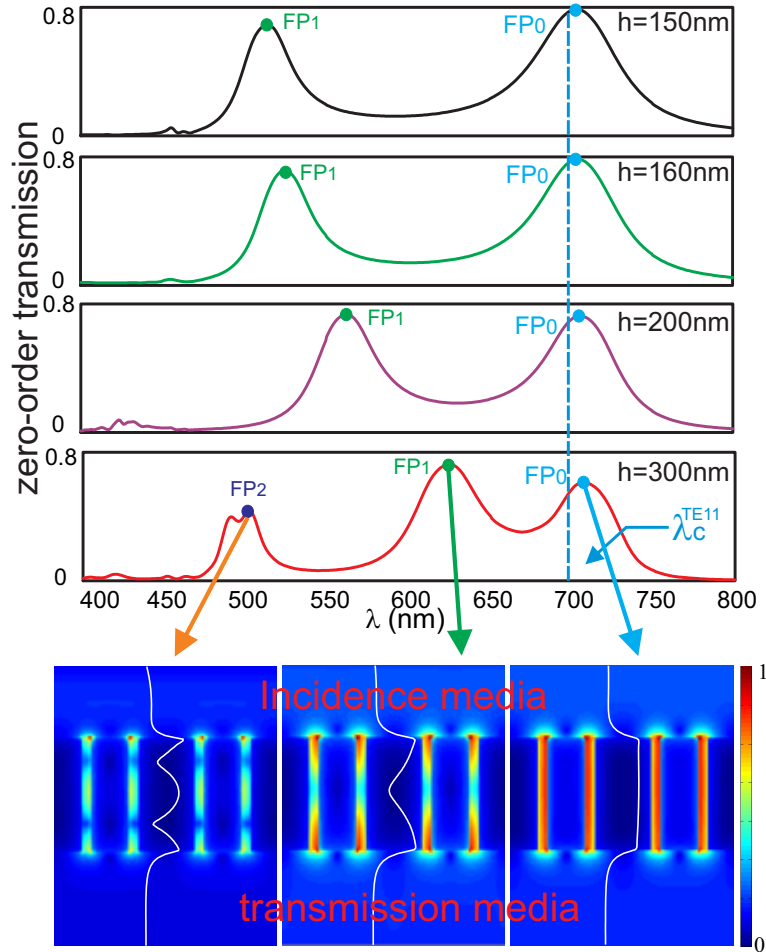 zero-order transmission
0.8
FP1
FP0
h=150nm
0
0.8
FP1
FP0
h=160nm
0
0.8
FP1
FP0
h=200nm
0
0.8
FP2
FP1
FP0
h=300nm
λcTE11
0
400 450 500 550 600 650 700 750 800
λ (nm)
Incidence media
transmission media
1
0